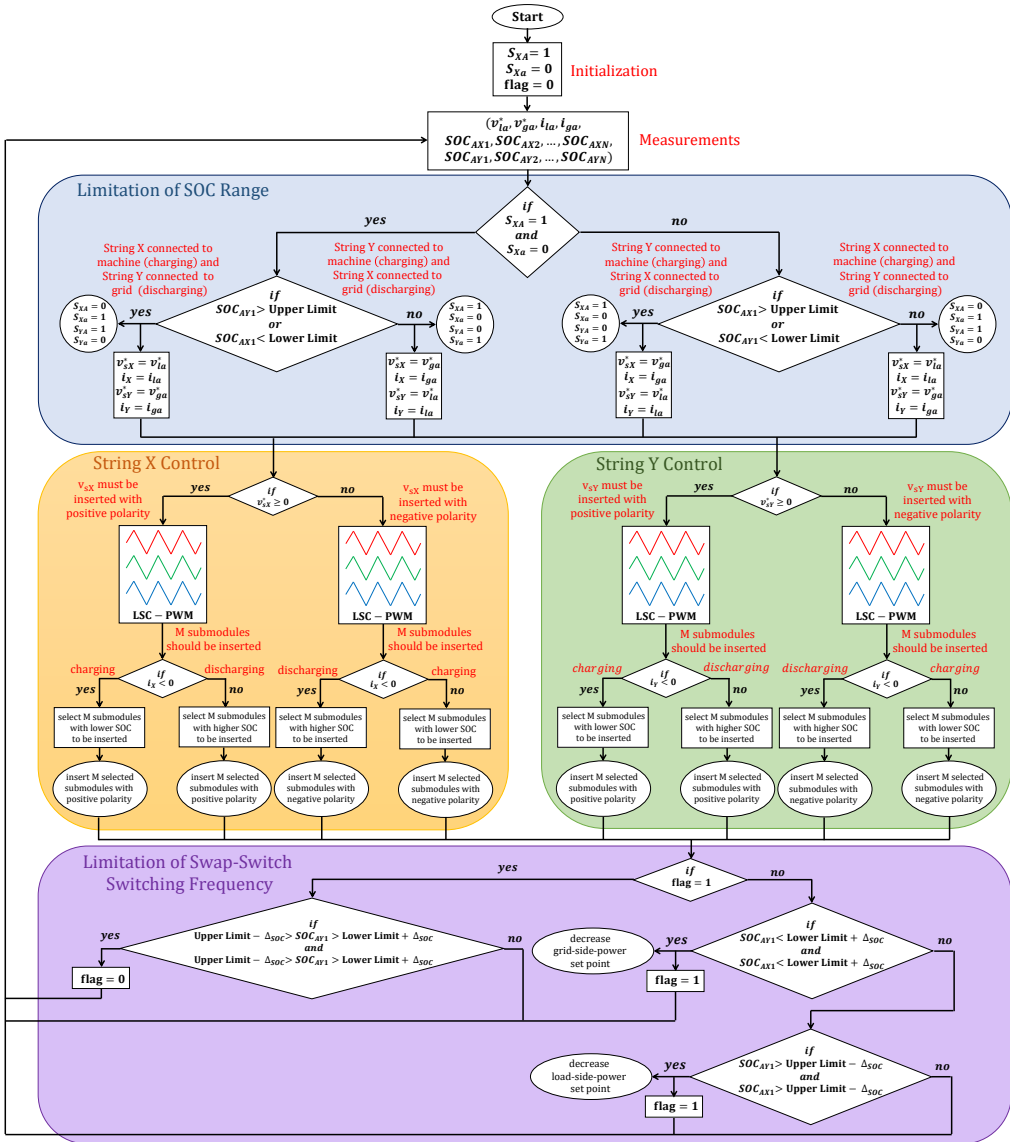 Start
S_XA = 1
S_Xa = 0
flag = 0
Initialization
(v*_la, v*_ga, i_la, i_ga,
SOC_AX1, SOC_AX2, …, SOC_AXN,
SOC_AY1, SOC_AY2, …, SOC_AYN)
Measurements
Limitation of SOC Range
if
S_XA = 1
and
S_Xa = 0
yes
no
String X connected to
machine (charging) and
String Y connected to
grid (discharging)
String Y connected to
machine (charging) and
String X connected to
grid (discharging)
String Y connected to
machine (charging) and
String X connected to
grid (discharging)
String X connected to
machine (charging) and
String Y connected to
grid (discharging)
S_XA = 0
S_Xa = 1
S_YA = 1
S_Ya = 0
yes
if
SOC_AY1 > Upper Limit
or
SOC_AX1 < Lower Limit
no
S_XA = 1
S_Xa = 0
S_YA = 0
S_Ya = 1
S_XA = 1
S_Xa = 0
S_YA = 0
S_Ya = 1
yes
if
SOC_AX1 > Upper Limit
or
SOC_AY1 < Lower Limit
no
S_XA = 0
S_Xa = 1
S_YA = 1
S_Ya = 0
v*_sX = v*_la
i_X = i_la
v*_sY = v*_ga
i_Y = i_ga
v*_sX = v*_ga
i_X = i_ga
v*_sY = v*_la
i_Y = i_la
v*_sX = v*_ga
i_X = i_ga
v*_sY = v*_la
i_Y = i_la
v*_sX = v*_la
i_X = i_la
v*_sY = v*_ga
i_Y = i_ga
String X Control
v_sX must be
inserted with
positive polarity
yes
if
v*_sX ≥ 0
no
v_sX must be
inserted with
negative polarity
LSC − PWM
LSC − PWM
M submodules
should be inserted
M submodules
should be inserted
charging
if
i_X < 0
discharging
yes
no
discharging
if
i_X < 0
charging
yes
no
select M submodules
with lower SOC
to be inserted
select M submodules
with higher SOC
to be inserted
select M submodules
with higher SOC
to be inserted
select M submodules
with lower SOC
to be inserted
insert M selected
submodules with
positive polarity
insert M selected
submodules with
positive polarity
insert M selected
submodules with
negative polarity
insert M selected
submodules with
negative polarity
String Y Control
v_sY must be
inserted with
positive polarity
yes
if
v*_sY ≥ 0
no
v_sY must be
inserted with
negative polarity
LSC − PWM
LSC − PWM
M submodules
should be inserted
M submodules
should be inserted
charging
if
i_Y < 0
discharging
yes
no
discharging
if
i_Y < 0
charging
yes
no
select M submodules
with lower SOC
to be inserted
select M submodules
with higher SOC
to be inserted
select M submodules
with higher SOC
to be inserted
select M submodules
with lower SOC
to be inserted
insert M selected
submodules with
positive polarity
insert M selected
submodules with
positive polarity
insert M selected
submodules with
negative polarity
insert M selected
submodules with
negative polarity
Limitation of Swap-Switch
Switching Frequency
yes
if
flag = 1
no
yes
if
Upper Limit − Δ_SOC > SOC_AY1 > Lower Limit + Δ_SOC
and
Upper Limit − Δ_SOC > SOC_AY1 > Lower Limit + Δ_SOC
no
flag = 0
decrease
grid-side-power
set point
yes
if
SOC_AY1 < Lower Limit + Δ_SOC
and
SOC_AX1 < Lower Limit + Δ_SOC
no
flag = 1
decrease
load-side-power
set point
yes
if
SOC_AY1 > Upper Limit − Δ_SOC
and
SOC_AX1 > Upper Limit − Δ_SOC
no
flag = 1